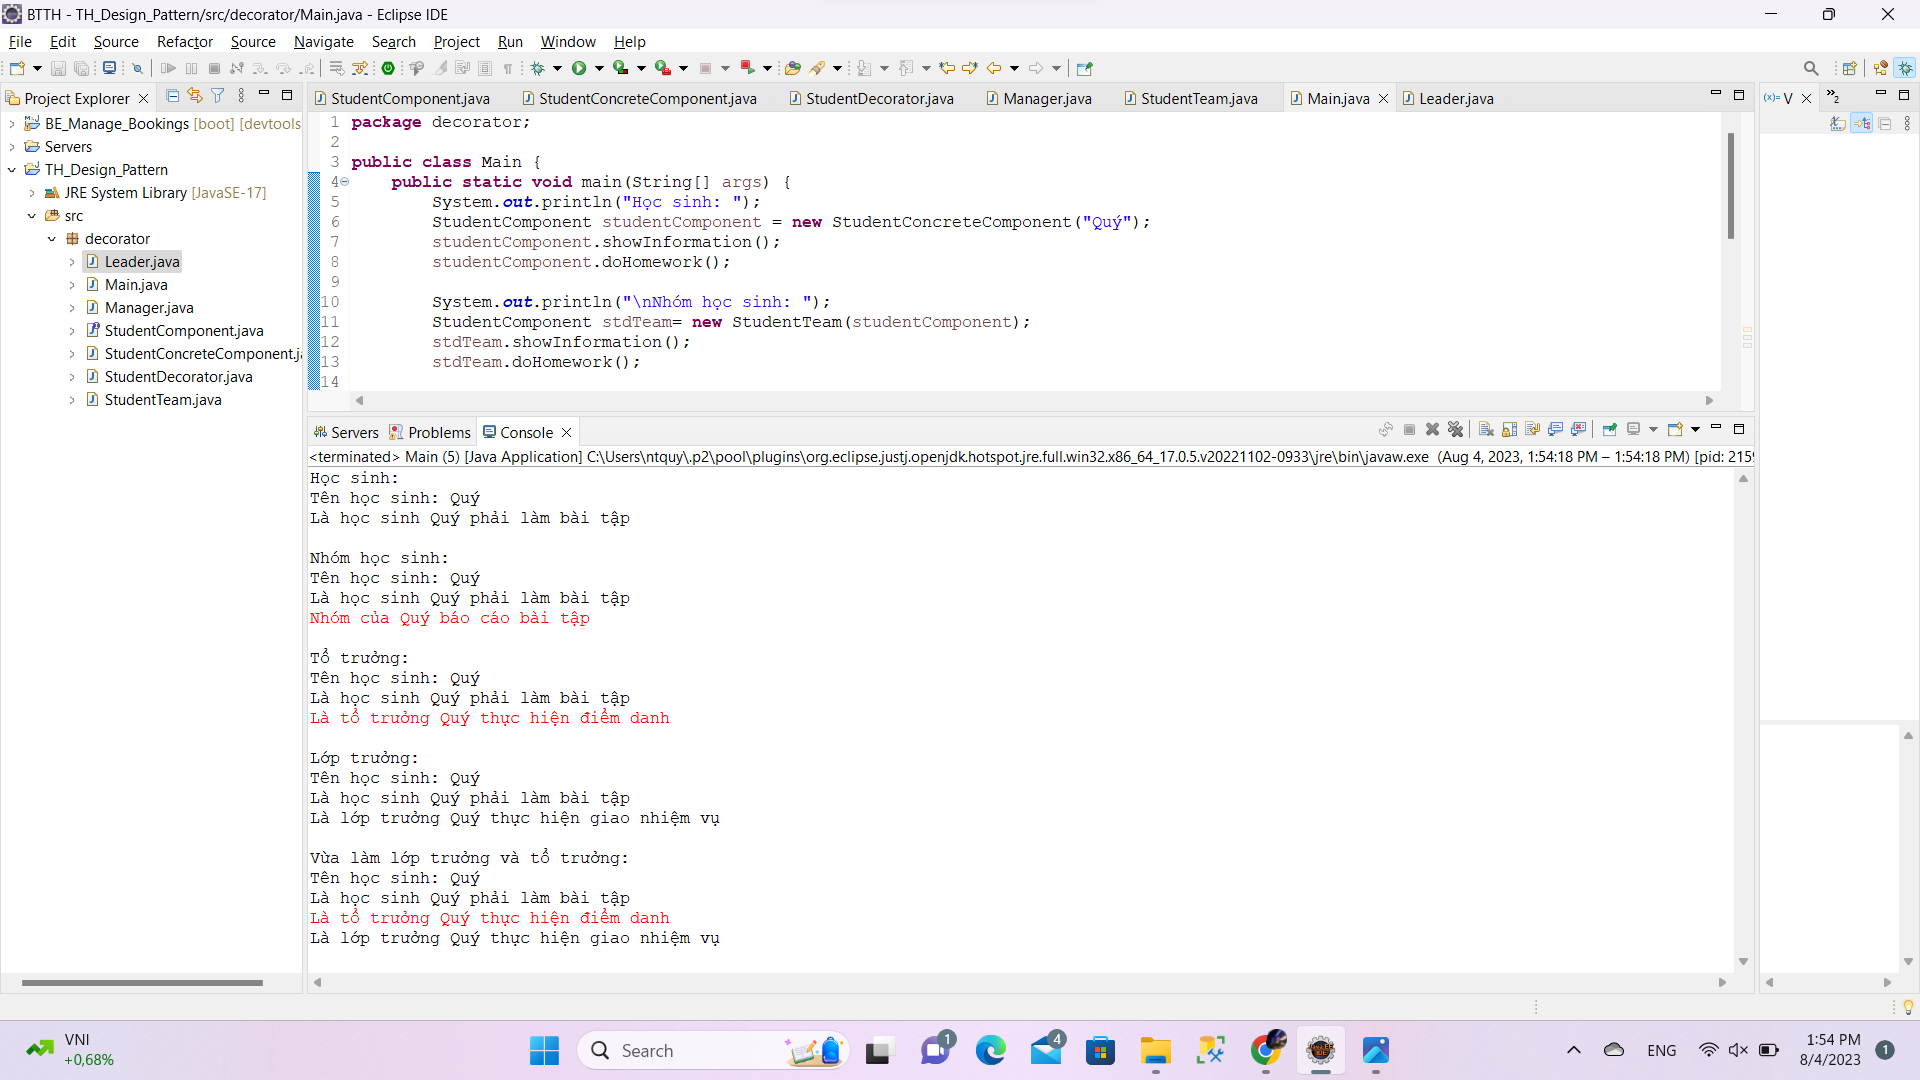 BTTH - TH_Design_Pattern/src/decorator/Main.java - Eclipse IDE
File Edit Source Refactor Source Navigate Search Project Run Window Help
Project Explorer
BE_Manage_Bookings [boot] [devtools
Servers
TH_Design_Pattern
JRE System Library [JavaSE-17]
src
decorator
Leader.java
Main.java
Manager.java
StudentComponent.java
StudentConcreteComponent.ja
StudentDecorator.java
StudentTeam.java
StudentComponent.java StudentConcreteComponent.java StudentDecorator.java Manager.java StudentTeam.java Main.java Leader.java
1 package decorator;
2
3 public class Main {
4 public static void main(String[] args) {
5 System.out.println("Học sinh: ");
6 StudentComponent studentComponent = new StudentConcreteComponent("Quý");
7 studentComponent.showInformation();
8 studentComponent.doHomework();
9
10 System.out.println("\nNhóm học sinh: ");
11 StudentComponent stdTeam= new StudentTeam(studentComponent);
12 stdTeam.showInformation();
13 stdTeam.doHomework();
14
(x)= V
2
Servers Problems Console
<terminated> Main (5) [Java Application] C:\Users\ntquy\.p2\pool\plugins\org.eclipse.justj.openjdk.hotspot.jre.full.win32.x86_64_17.0.5.v20221102-0933\jre\bin\javaw.exe (Aug 4, 2023, 1:54:18 PM – 1:54:18 PM) [pid: 2159
Học sinh:
Tên học sinh: Quý
Là học sinh Quý phải làm bài tập
Nhóm học sinh:
Tên học sinh: Quý
Là học sinh Quý phải làm bài tập
Nhóm của Quý báo cáo bài tập
Tổ trưởng:
Tên học sinh: Quý
Là học sinh Quý phải làm bài tập
Là tổ trưởng Quý thực hiện điểm danh
Lớp trưởng:
Tên học sinh: Quý
Là học sinh Quý phải làm bài tập
Là lớp trưởng Quý thực hiện giao nhiệm vụ
Vừa làm lớp trưởng và tổ trưởng:
Tên học sinh: Quý
Là học sinh Quý phải làm bài tập
Là tổ trưởng Quý thực hiện điểm danh
Là lớp trưởng Quý thực hiện giao nhiệm vụ
VNI
+0,68%
Search
1
4
ENG
1:54 PM
8/4/2023
1